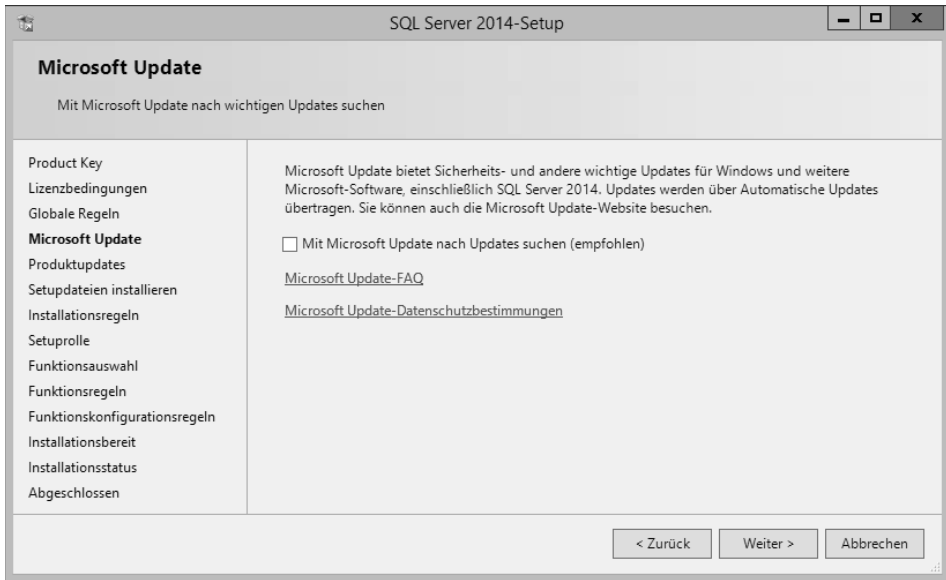 SQL Server 2014-Setup
Microsoft Update
Mit Microsoft Update nach wichtigen Updates suchen
Product Key
Lizenzbedingungen
Globale Regeln
Microsoft Update
Produktupdates
Setupdateien installieren
Installationsregeln
Setuprolle
Funktionsauswahl
Funktionsregeln
Funktionskonfigurationsregeln
Installationsbereit
Installationsstatus
Abgeschlossen
Microsoft Update bietet Sicherheits- und andere wichtige Updates für Windows und weitere
Microsoft-Software, einschließlich SQL Server 2014. Updates werden über Automatische Updates
übertragen. Sie können auch die Microsoft Update-Website besuchen.
Mit Microsoft Update nach Updates suchen (empfohlen)
Microsoft Update-FAQ
Microsoft Update-Datenschutzbestimmungen
< Zurück
Weiter >
Abbrechen